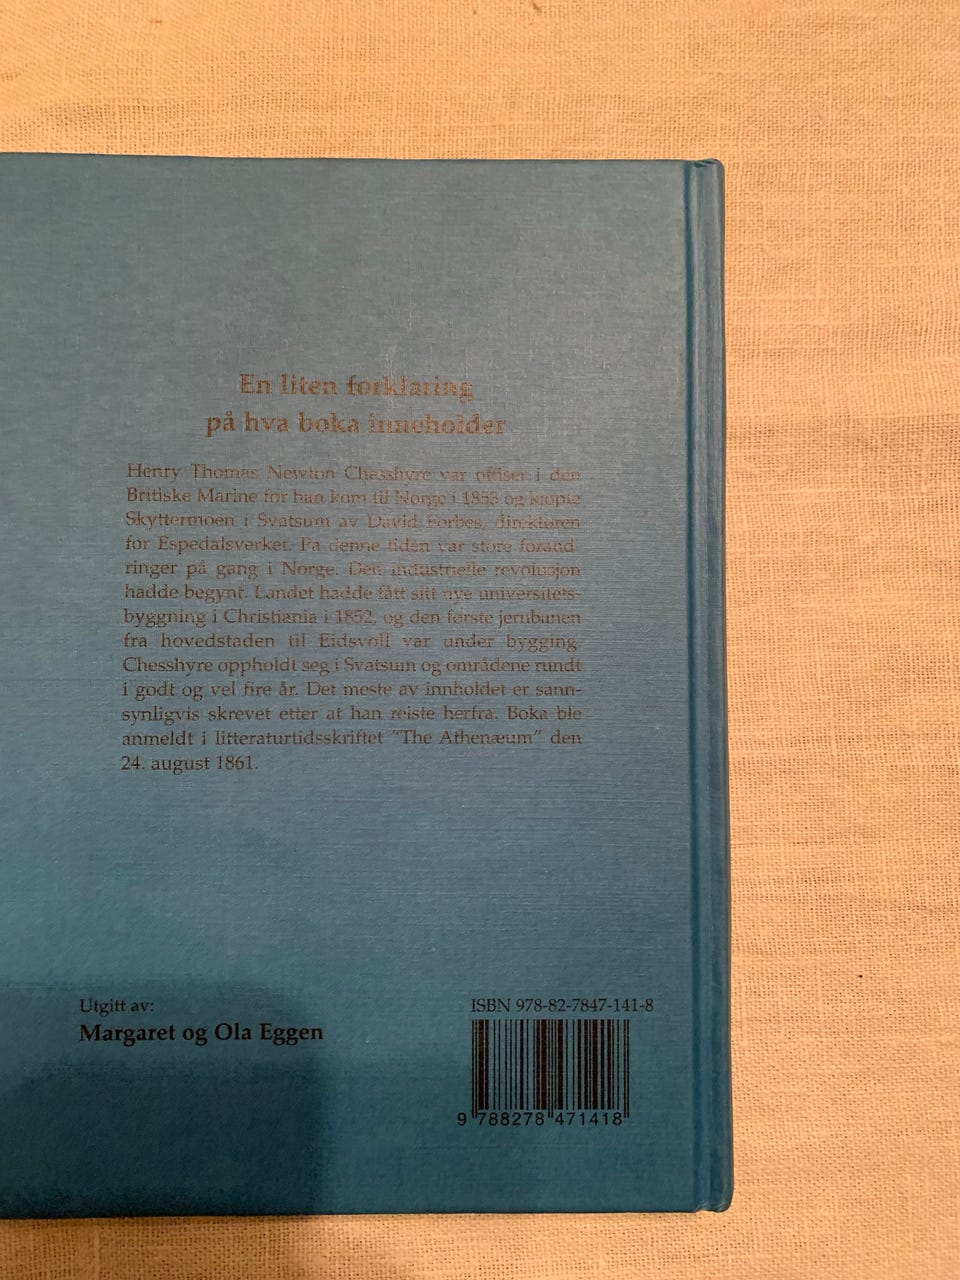 En liten forklaring
på hva boka inneholder
Henry Thomas Newton Chesshyre var offiser i den
Britiske Marine før han kom til Norge i 1853 og kjøpte
Skyttermoen i Svatsum av David Forbes, direktøren
for Espedalsverket. På denne tiden var store forand-
ringer på gang i Norge. Den industrielle revolusjon
hadde begynt. Landet hadde fått sitt nye universitets-
byggning i Christiania i 1852, og den første jernbanen
fra hovedstaden til Eidsvoll var under bygging.
Chesshyre oppholdt seg i Svatsum og områdene rundt
i godt og vel fire år. Det meste av innholdet er sann-
synligvis skrevet etter at han reiste herfra. Boka ble
anmeldt i litteraturtidsskriftet "The Athenæum" den
24. august 1861.
Utgitt av:
Margaret og Ola Eggen
ISBN 978-82-7847-141-8
9 788278 471418